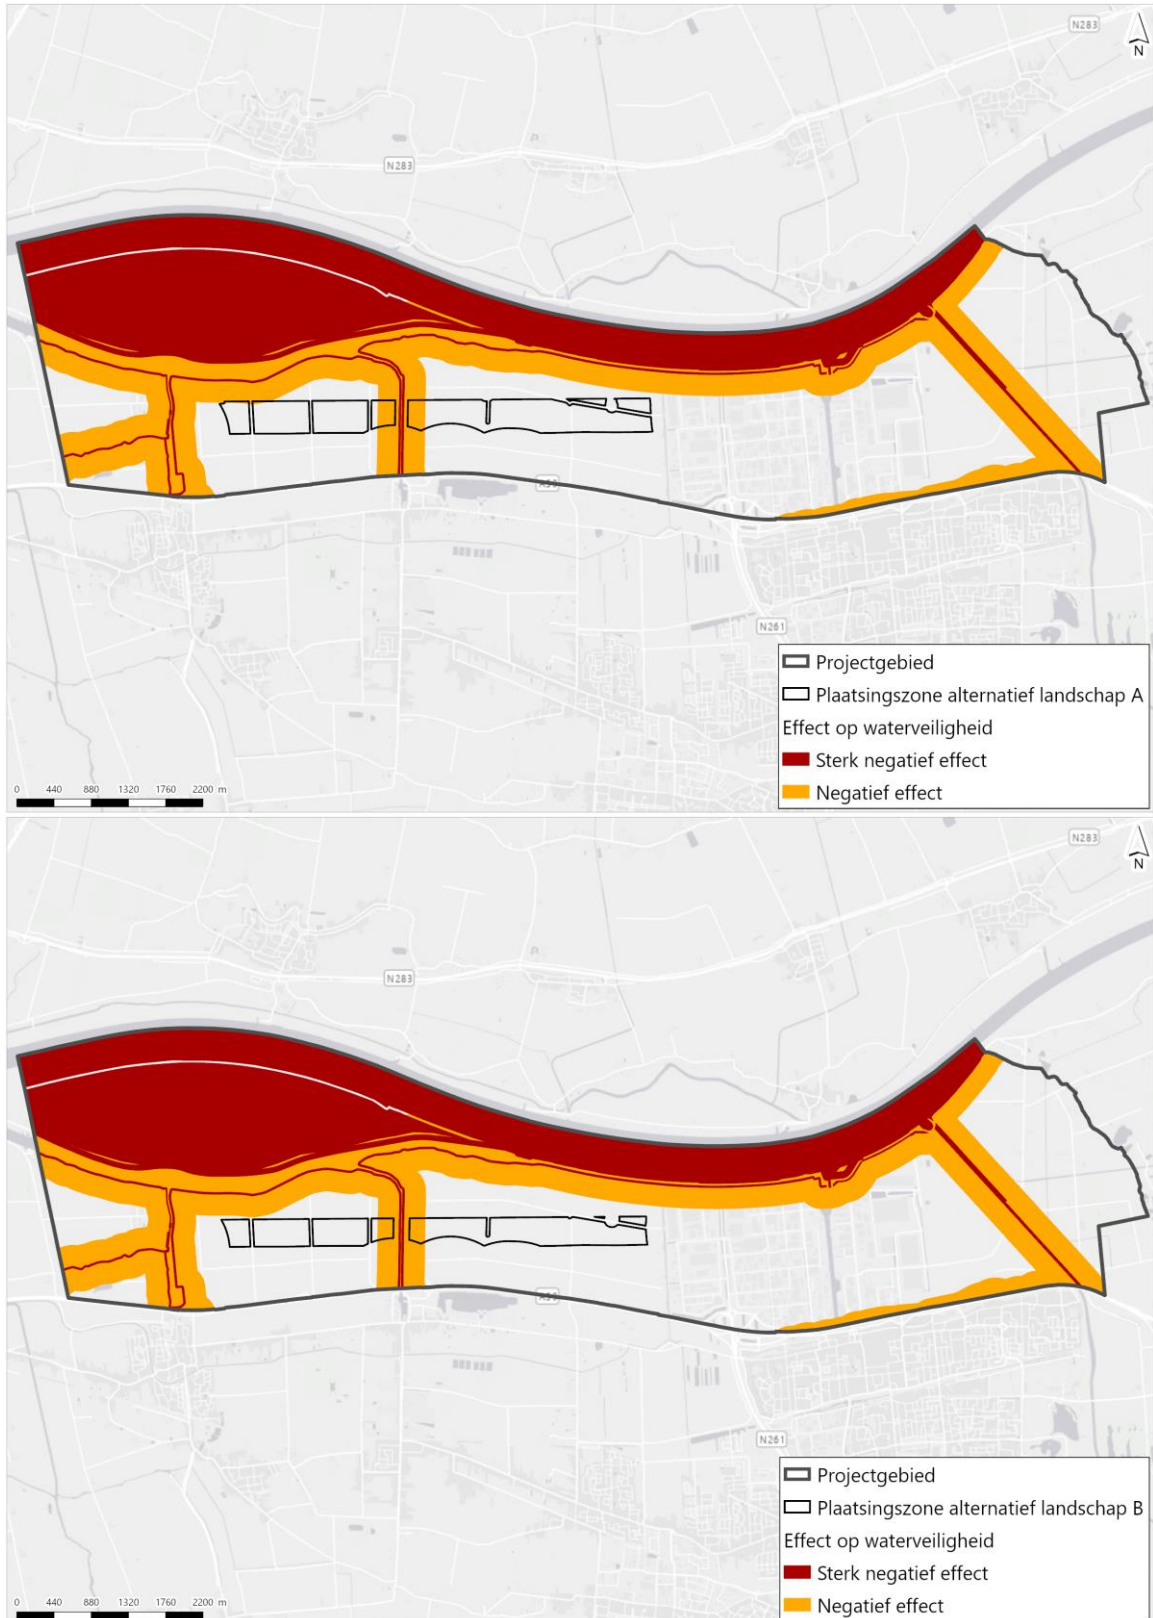 N283
N
N283
A59
N261
Projectgebied
Plaatsingszone alternatief landschap A
Effect op waterveiligheid
Sterk negatief effect
Negatief effect
0 440 880 1320 1760 2200 m
N283
N
N283
A59
N261
Projectgebied
Plaatsingszone alternatief landschap B
Effect op waterveiligheid
Sterk negatief effect
Negatief effect
0 440 880 1320 1760 2200 m